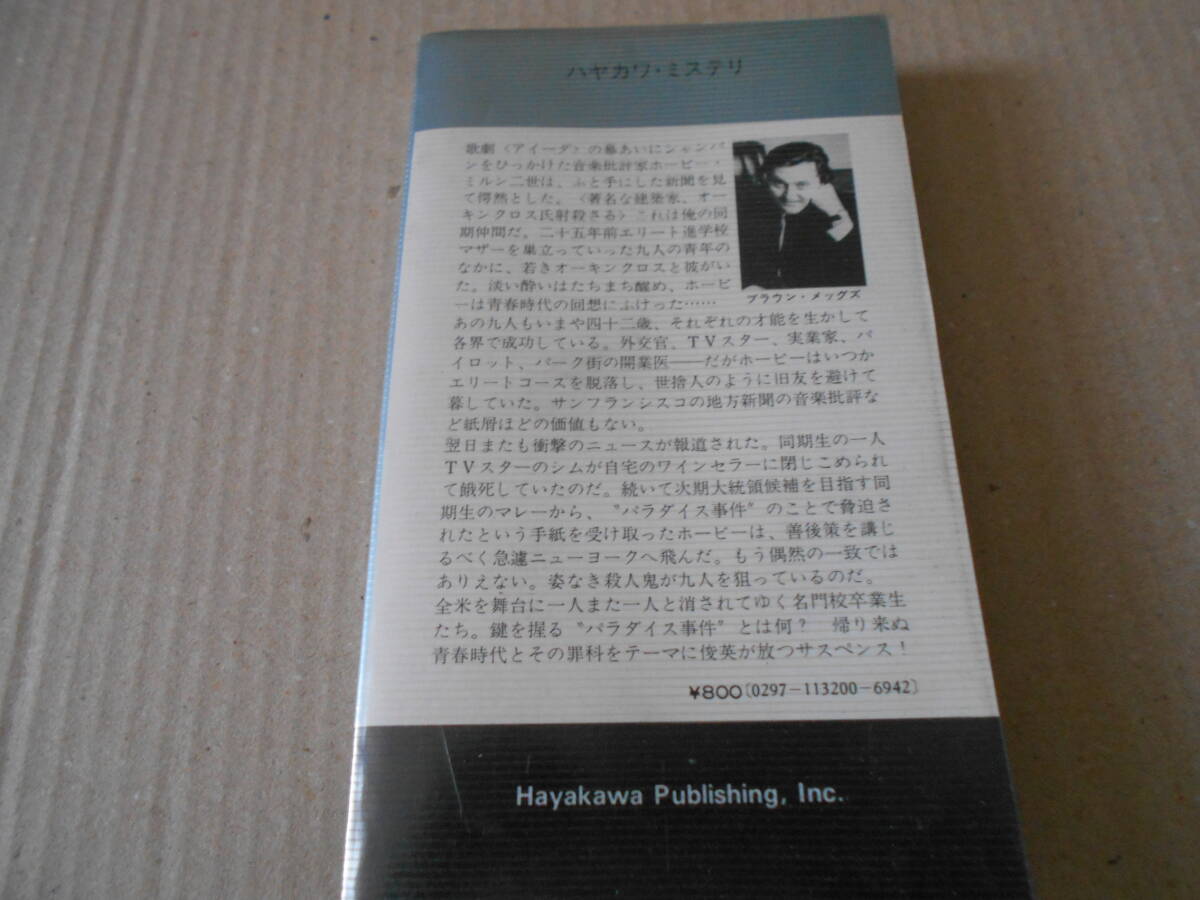 ハヤカワ・ミステリ
歌劇〈アイーダ〉の幕あいにシャンパ
ンをひっかけた音楽批評家ホービー・
ミルン二世は、ふと手にした新聞を見
て愕然とした。〈著名な建築家、オー
キンクロス氏射殺さる〉これは俺の同
期仲間だ。二十五年前エリート進学校
マザーを巣立っていった九人の青年の
なかに、若きオーキンクロスと彼がい
た。淡い酔いはたちまち醒め、ホービ
ーは青春時代の回想にふけった……
ブラウン・メッグズ
あの九人もいまや四十二歳、それぞれの才能を生かして
各界で成功している。外交官、TVスター、実業家、パ
イロット、パーク街の開業医――だがホービーはいつか
エリートコースを脱落し、世捨人のように旧友を避けて
暮していた。サンフランシスコの地方新聞の音楽批評な
ど紙屑ほどの価値もない。
翌日またも衝撃のニュースが報道された。同期生の一人
TVスターのシムが自宅のワインセラーに閉じこめられ
て餓死していたのだ。続いて次期大統領候補を目指す同
期生のマレーから、〝パラダイス事件〟のことで脅迫さ
れたという手紙を受け取ったホービーは、善後策を講じ
るべく急遽ニューヨークへ飛んだ。もう偶然の一致では
ありえない。姿なき殺人鬼が九人を狙っているのだ。
全米を舞台に一人また一人と消されてゆく名門校卒業生
たち。鍵を握る〝パラダイス事件〟とは何？　帰り来ぬ
青春時代とその罪科をテーマに俊英が放つサスペンス！
¥800〔0297-113200-6942〕
Hayakawa Publishing, Inc.